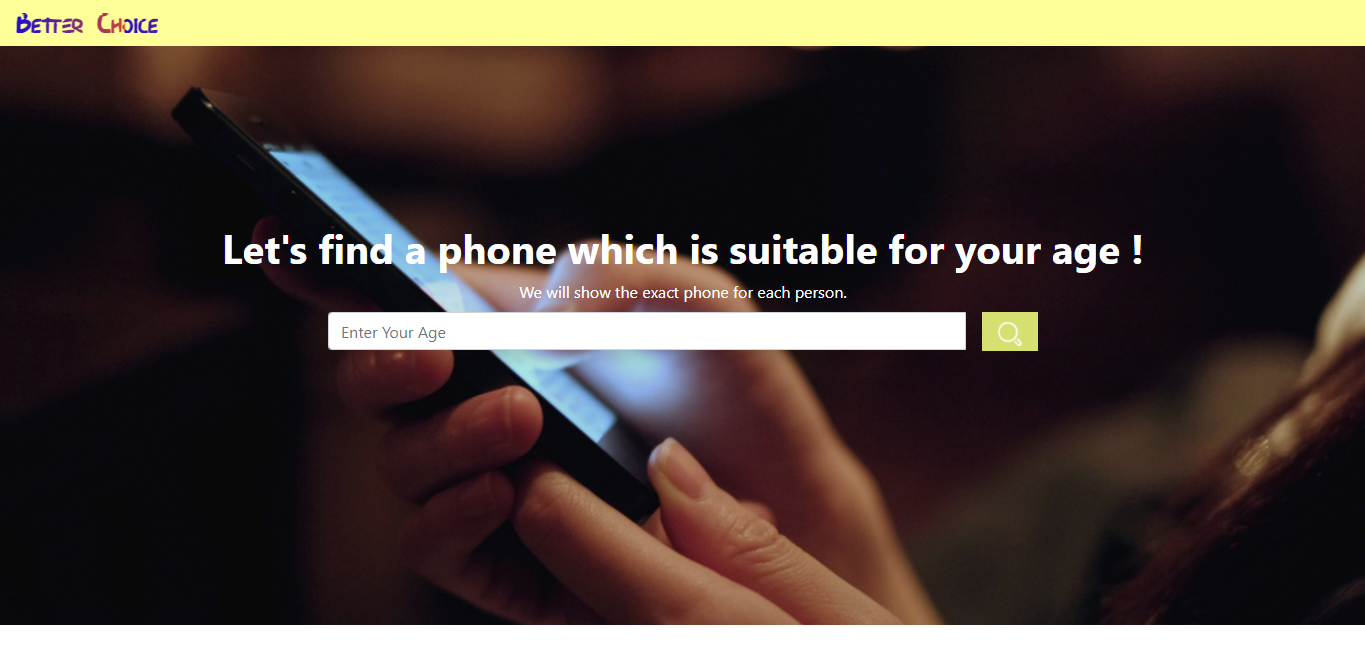 Better Choice
Let's find a phone which is suitable for your age !
We will show the exact phone for each person.
Enter Your Age